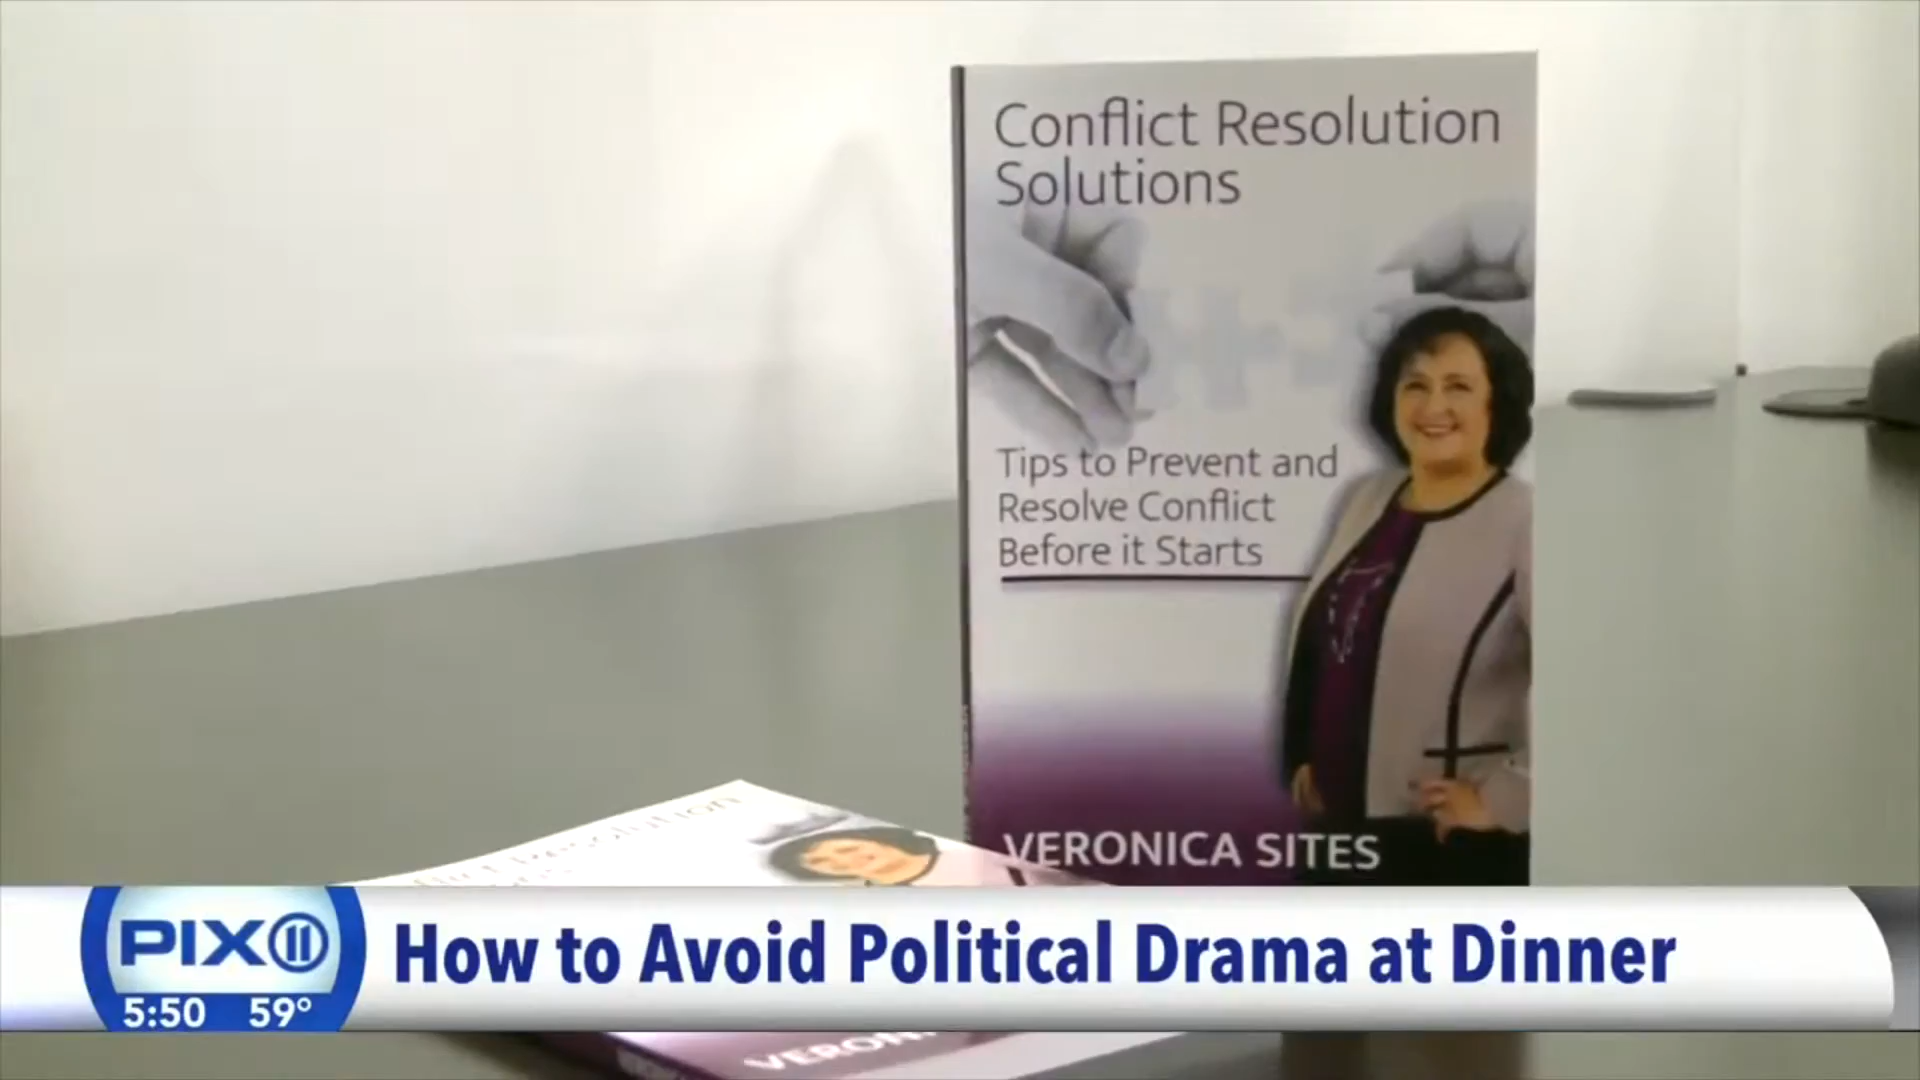 Conflict Resolution
Solutions
Tips to Prevent and
Resolve Conflict
Before it Starts
VERONICA SITES
PIX11
How to Avoid Political Drama at Dinner
5:50 59°